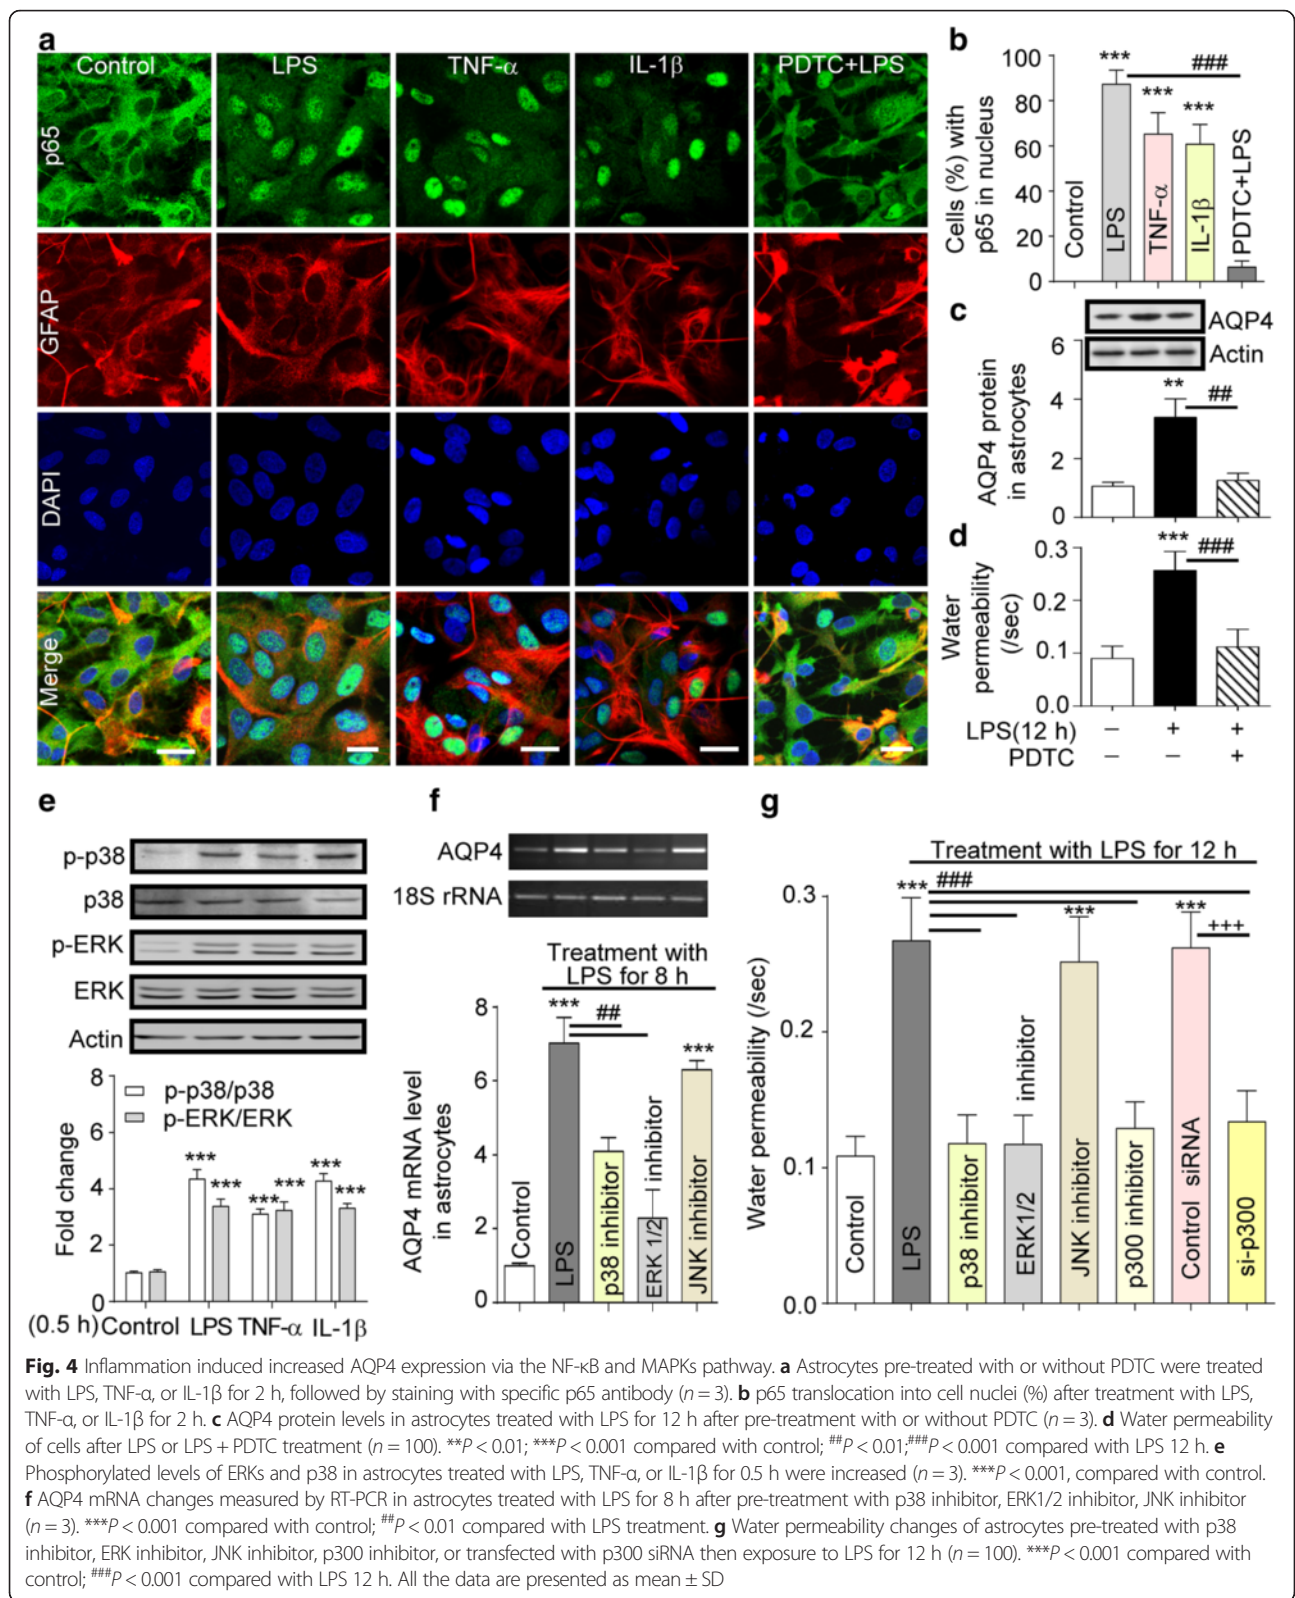 a
Control LPS TNF-α IL-1β PDTC+LPS
p65
GFAP
DAPI
Merge
b
Cells (%) with
p65 in nucleus
100
80
60
40
20
0
*** *** *** ###
Control LPS TNF-α IL-1β PDTC+LPS
c
AQP4
Actin
AQP4 protein
in astrocytes
6
4
2
0
** ##
d
Water
permeability
(/sec)
0.3
0.2
0.1
0.0
*** ###
LPS(12 h) − + +
PDTC − − +
e
p-p38
p38
p-ERK
ERK
Actin
Fold change
8
6
4
2
0
p-p38/p38
p-ERK/ERK
*** *** *** *** *** ***
(0.5 h) Control LPS TNF-α IL-1β
f
AQP4
18S rRNA
Treatment with
LPS for 8 h
AQP4 mRNA level
in astrocytes
8
6
4
2
0
*** ## ***
Control LPS p38 inhibitor ERK 1/2 inhibitor JNK inhibitor
g
Treatment with LPS for 12 h
Water permeability (/sec)
0.3
0.2
0.1
0.0
*** ### *** *** +++
Control LPS p38 inhibitor ERK1/2 inhibitor JNK inhibitor p300 inhibitor Control siRNA si-p300
Fig. 4 Inflammation induced increased AQP4 expression via the NF-κB and MAPKs pathway. a Astrocytes pre-treated with or without PDTC were treated
with LPS, TNF-α, or IL-1β for 2 h, followed by staining with specific p65 antibody (n = 3). b p65 translocation into cell nuclei (%) after treatment with LPS,
TNF-α, or IL-1β for 2 h. c AQP4 protein levels in astrocytes treated with LPS for 12 h after pre-treatment with or without PDTC (n = 3). d Water permeability
of cells after LPS or LPS + PDTC treatment (n = 100). **P < 0.01; ***P < 0.001 compared with control; ##P < 0.01;###P < 0.001 compared with LPS 12 h. e
Phosphorylated levels of ERKs and p38 in astrocytes treated with LPS, TNF-α, or IL-1β for 0.5 h were increased (n = 3). ***P < 0.001, compared with control.
f AQP4 mRNA changes measured by RT-PCR in astrocytes treated with LPS for 8 h after pre-treatment with p38 inhibitor, ERK1/2 inhibitor, JNK inhibitor
(n = 3). ***P < 0.001 compared with control; ##P < 0.01 compared with LPS treatment. g Water permeability changes of astrocytes pre-treated with p38
inhibitor, ERK inhibitor, JNK inhibitor, p300 inhibitor, or transfected with p300 siRNA then exposure to LPS for 12 h (n = 100). ***P < 0.001 compared with
control; ###P < 0.001 compared with LPS 12 h. All the data are presented as mean ± SD